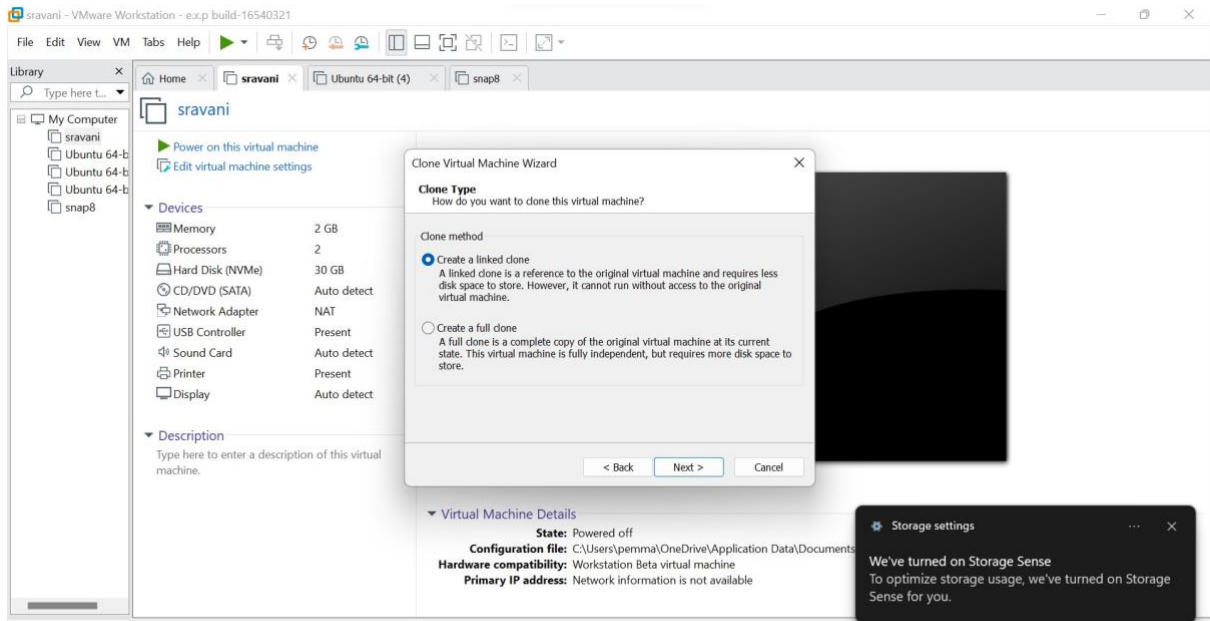 sravani - VMware Workstation - e.x.p build-16540321
File Edit View VM Tabs Help
Library
Type here t...
My Computer
sravani
Ubuntu 64-b
Ubuntu 64-b
Ubuntu 64-b
snap8
Home sravani Ubuntu 64-bit (4) snap8
sravani
Power on this virtual machine
Edit virtual machine settings
Devices
Memory 2 GB
Processors 2
Hard Disk (NVMe) 30 GB
CD/DVD (SATA) Auto detect
Network Adapter NAT
USB Controller Present
Sound Card Auto detect
Printer Present
Display Auto detect
Description
Type here to enter a description of this virtual
machine.
Clone Virtual Machine Wizard
Clone Type
How do you want to clone this virtual machine?
Clone method
Create a linked clone
A linked clone is a reference to the original virtual machine and requires less
disk space to store. However, it cannot run without access to the original
virtual machine.
Create a full clone
A full clone is a complete copy of the original virtual machine at its current
state. This virtual machine is fully independent, but requires more disk space to
store.
< Back Next > Cancel
Virtual Machine Details
State: Powered off
Configuration file: C:\Users\pemma\OneDrive\Application Data\Documents
Hardware compatibility: Workstation Beta virtual machine
Primary IP address: Network information is not available
Storage settings
We've turned on Storage Sense
To optimize storage usage, we've turned on Storage
Sense for you.